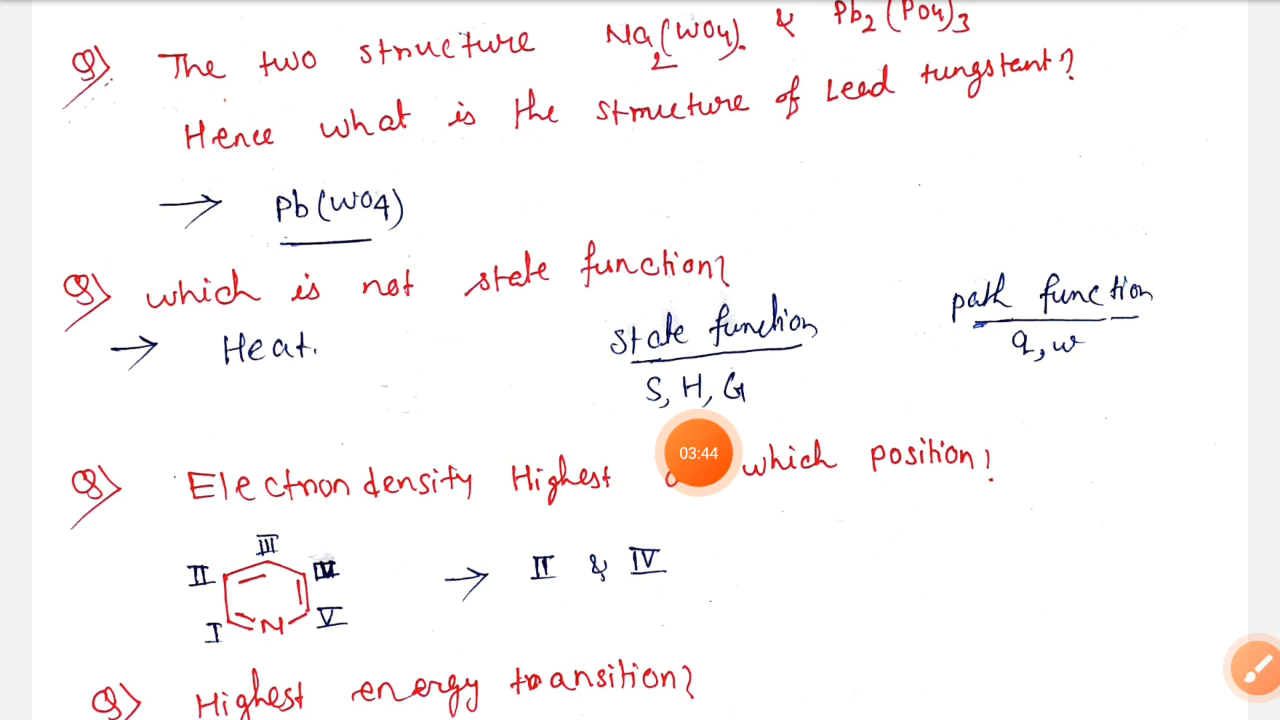 Q) The two structure Na2(WO4). & Pb2(PO4)3
Hence what is the structure of Lead tungstant?
→ Pb(WO4)
Q) which is not state function?
→ Heat.
state function
S, H, G
path function
q, w
Q) Electron density Highest which position?
03:44
III
II
I
N
V
→ II & IV
Q) Highest energy transition?